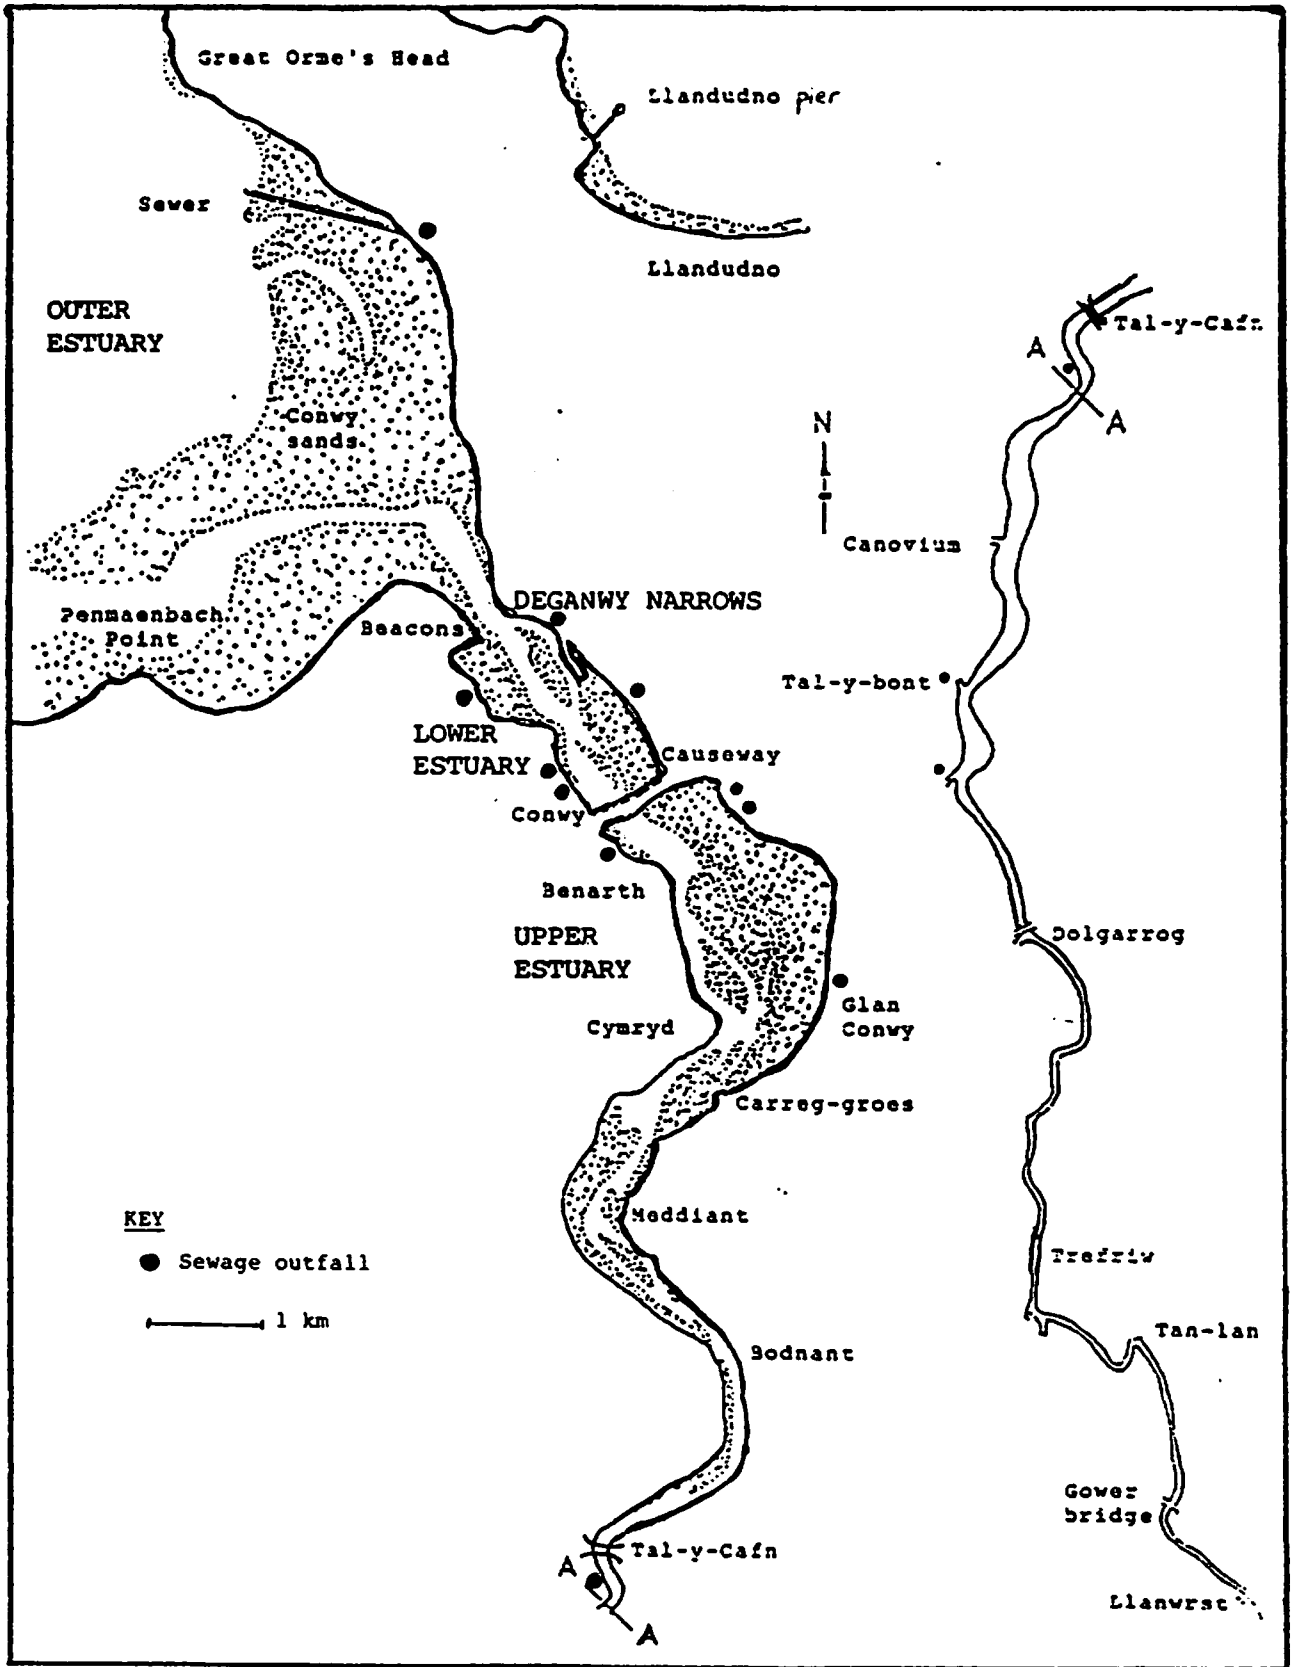 Great Orme's Head
Llandudno pier
Sewer
Llandudno
OUTER
ESTUARY
Tal-y-Cafn
A
A
Conwy
sands
N
Canovium
DEGANWY NARROWS
Penmaenbach
Point
Beacons
Tal-y-bont
LOWER
ESTUARY
Causeway
Conwy
Benarth
UPPER
ESTUARY
Dolgarrog
Glan
Conwy
Cymryd
Carreg-groes
Meddiant
KEY
Sewage outfall
1 km
Trefriw
Tan-lan
Bodnant
Gower
bridge
Tal-y-Cafn
A
A
Llanwrst